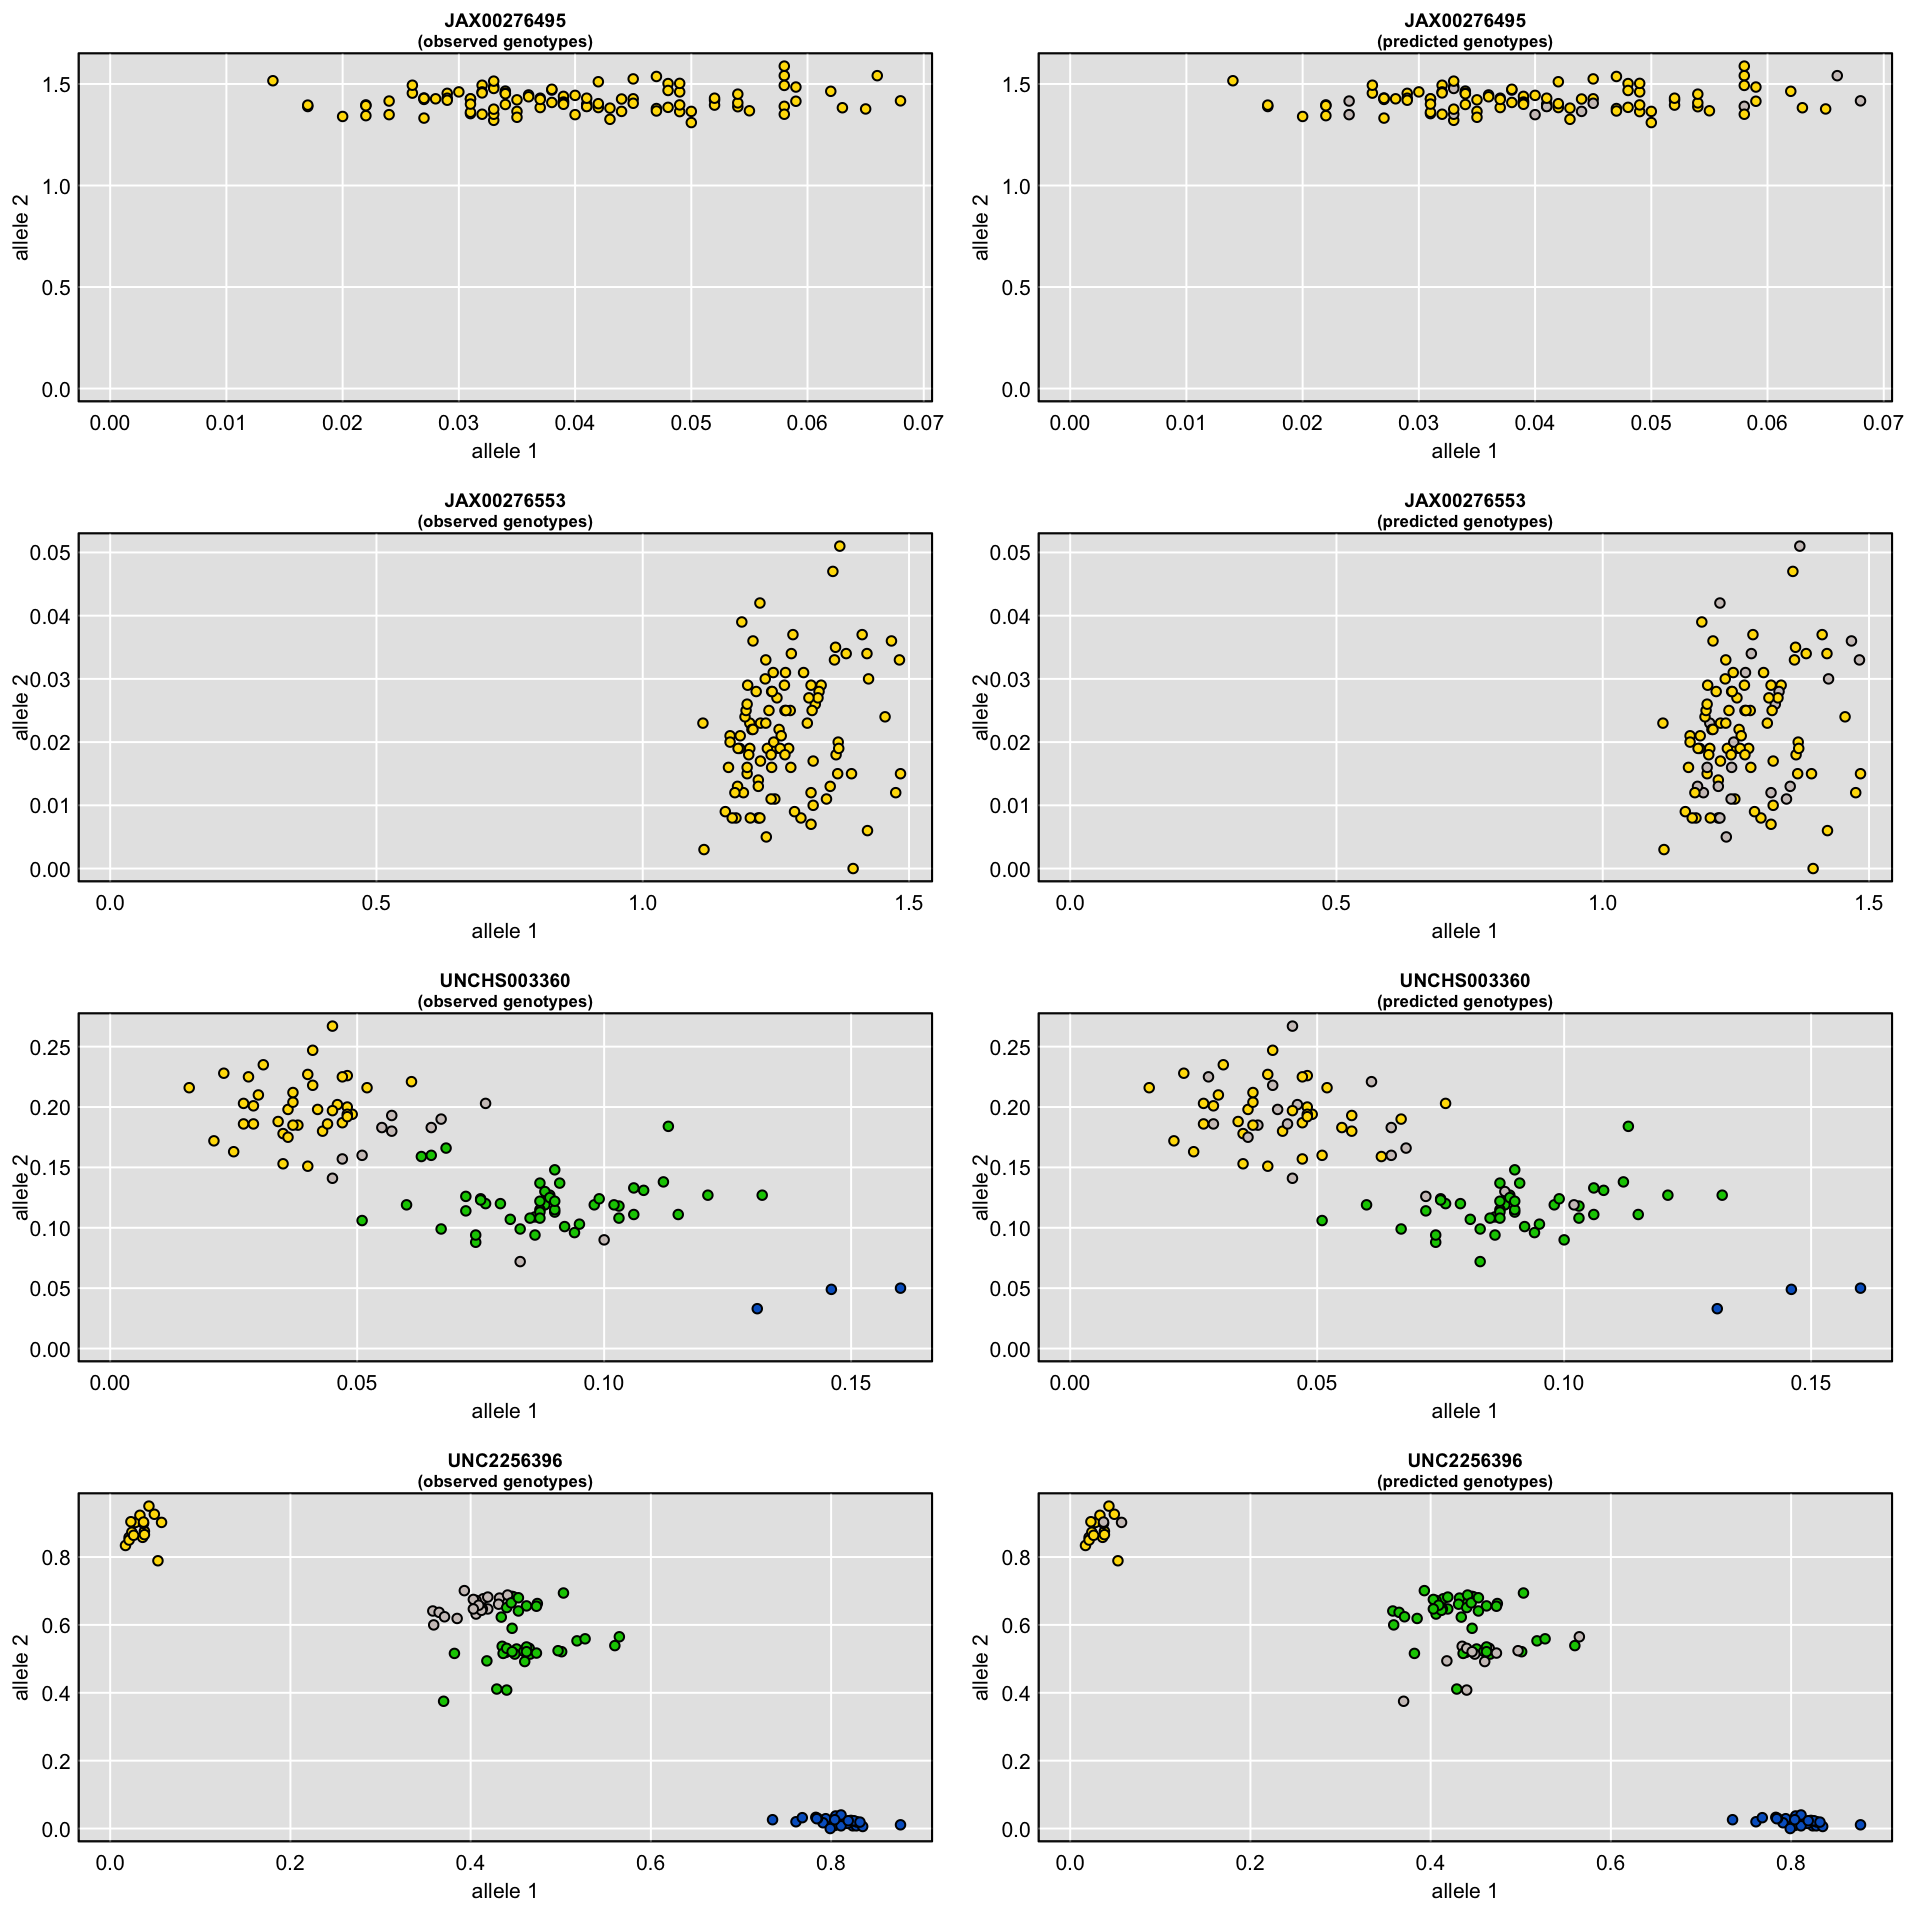 JAX00276495
(observed genotypes)
allele 2
1.5
1.0
0.5
0.0
0.00 0.01 0.02 0.03 0.04 0.05 0.06 0.07
allele 1
JAX00276495
(predicted genotypes)
allele 2
1.5
1.0
0.5
0.0
0.00 0.01 0.02 0.03 0.04 0.05 0.06 0.07
allele 1
JAX00276553
(observed genotypes)
allele 2
0.05
0.04
0.03
0.02
0.01
0.00
0.0 0.5 1.0 1.5
allele 1
JAX00276553
(predicted genotypes)
allele 2
0.05
0.04
0.03
0.02
0.01
0.00
0.0 0.5 1.0 1.5
allele 1
UNCHS003360
(observed genotypes)
allele 2
0.25
0.20
0.15
0.10
0.05
0.00
0.00 0.05 0.10 0.15
allele 1
UNCHS003360
(predicted genotypes)
allele 2
0.25
0.20
0.15
0.10
0.05
0.00
0.00 0.05 0.10 0.15
allele 1
UNC2256396
(observed genotypes)
allele 2
0.8
0.6
0.4
0.2
0.0
0.0 0.2 0.4 0.6 0.8
allele 1
UNC2256396
(predicted genotypes)
allele 2
0.8
0.6
0.4
0.2
0.0
0.0 0.2 0.4 0.6 0.8
allele 1